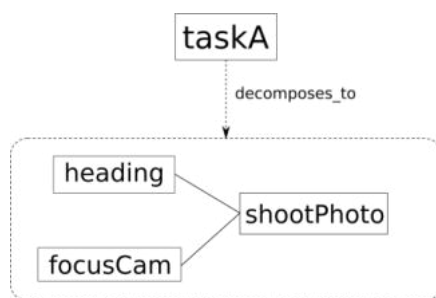 taskA
decomposes_to
heading
shootPhoto
focusCam